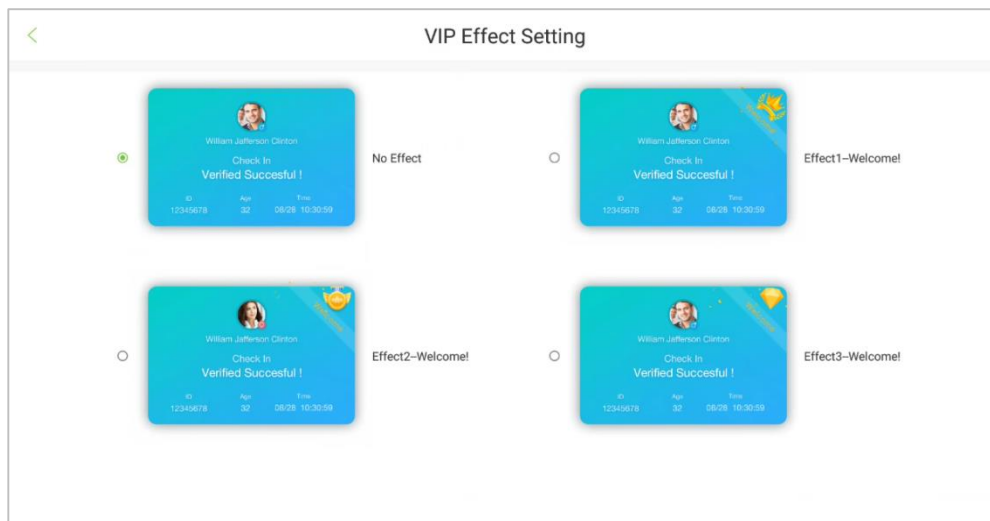 VIP Effect Setting
William Jafferson Clinton
Check In
Verified Succesful !
ID Age Time
12345678 32 08/28 10:30:59
No Effect
Welcome
William Jafferson Clinton
Check In
Verified Succesful !
ID Age Time
12345678 32 08/28 10:30:59
Effect1--Welcome!
Welcome
William Jafferson Clinton
Check In
Verified Succesful !
ID Age Time
12345678 32 08/28 10:30:59
Effect2--Welcome!
Welcome
William Jafferson Clinton
Check In
Verified Succesful !
ID Age Time
12345678 32 08/28 10:30:59
Effect3--Welcome!